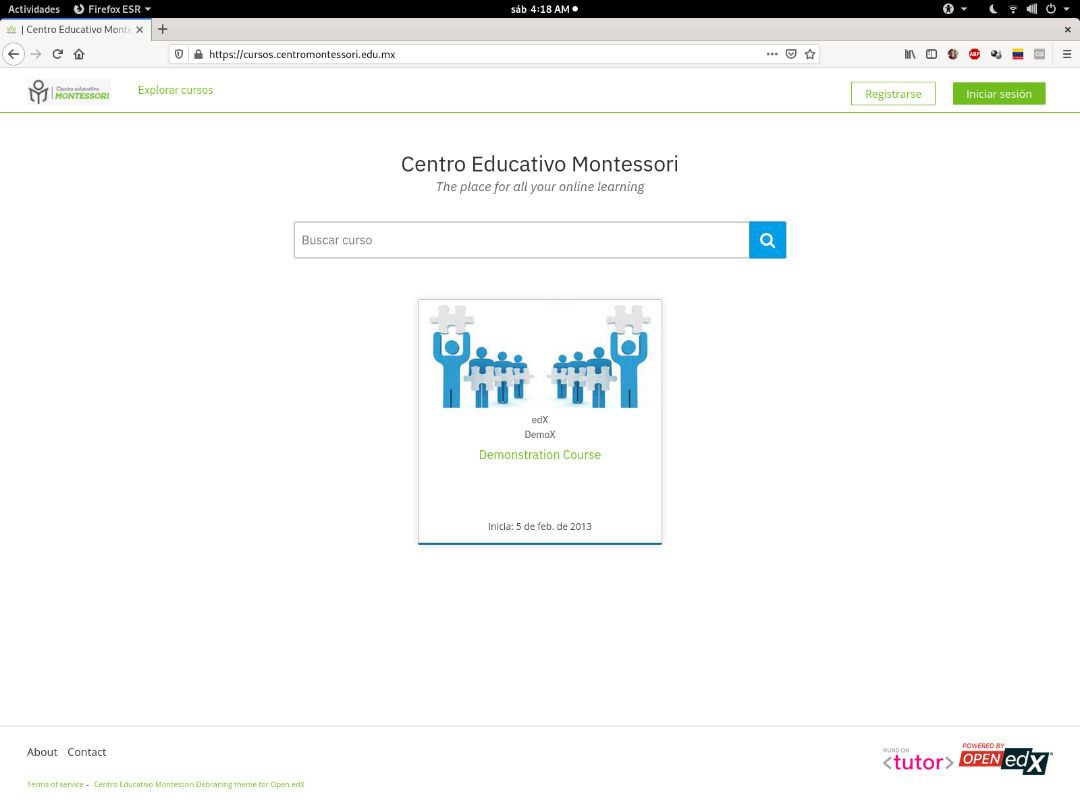 Actividades Firefox ESR sáb 4:18 AM
| Centro Educativo Monte
https://cursos.centromontessori.edu.mx
Centro educativo
MONTESSORI
Explorar cursos
Registrarse
Iniciar sesión
Centro Educativo Montessori
The place for all your online learning
Buscar curso
edX
DemoX
Demonstration Course
Inicia: 5 de feb. de 2013
About Contact
RUNS ON
<tutor>
POWERED BY
OPEN edX
Terms of service - Centro Educativo Montessori Debraning theme for Open edX